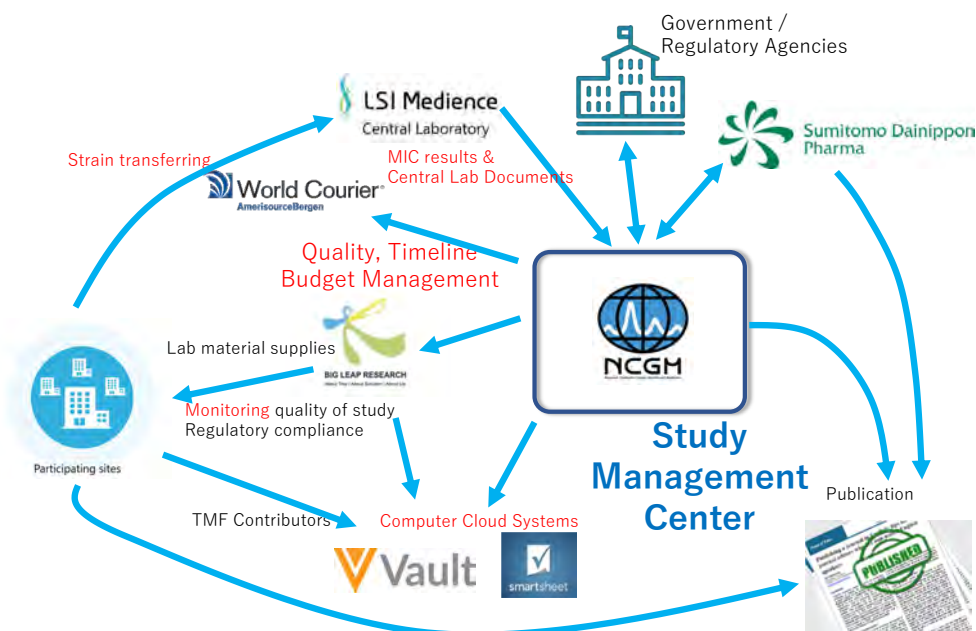 Government /
Regulatory Agencies
LSI Medience
Central Laboratory
Sumitomo Dainippon
Pharma
Strain transferring
MIC results &
Central Lab Documents
World Courier®
AmerisourceBergen
Quality, Timeline
Budget Management
NCGM
Lab material supplies
BIG LEAP RESEARCH
Monitoring quality of study
Regulatory compliance
Participating sites
Study
Management
Center
Publication
TMF Contributors
Computer Cloud Systems
Vault
smartsheet
PUBLISHED